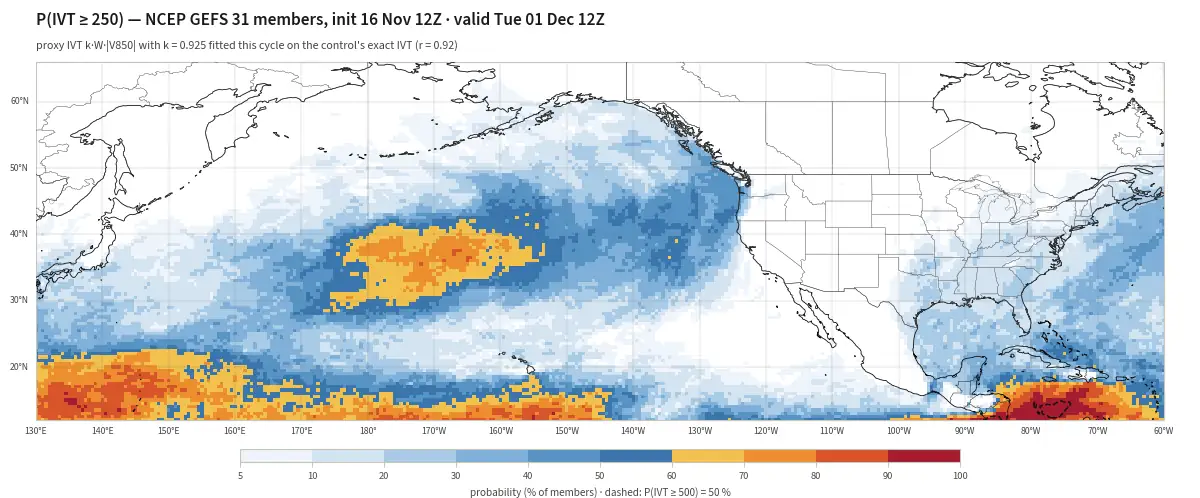 P(IVT ≥ 250) — NCEP GEFS 31 members, init 16 Nov 12Z · valid Tue 01 Dec 12Z
proxy IVT k·W·|V850| with k = 0.925 fitted this cycle on the control's exact IVT (r = 0.92)
60°N
50°N
40°N
30°N
20°N
130°E 140°E 150°E 160°E 170°E 180° 170°W 160°W 150°W 140°W 130°W 120°W 110°W 100°W 90°W 80°W 70°W 60°W
5 10 20 30 40 50 60 70 80 90 100
probability (% of members) · dashed: P(IVT ≥ 500) = 50 %